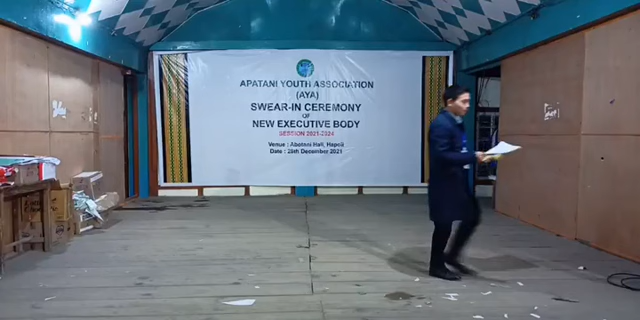 APATANI YOUTH ASSOCIATION
(AYA)
SWEAR-IN CEREMONY
OF
NEW EXECUTIVE BODY
SESSION 2021-2024
Venue : Abotani Hall, Hapoli
Date : 28th December 2021